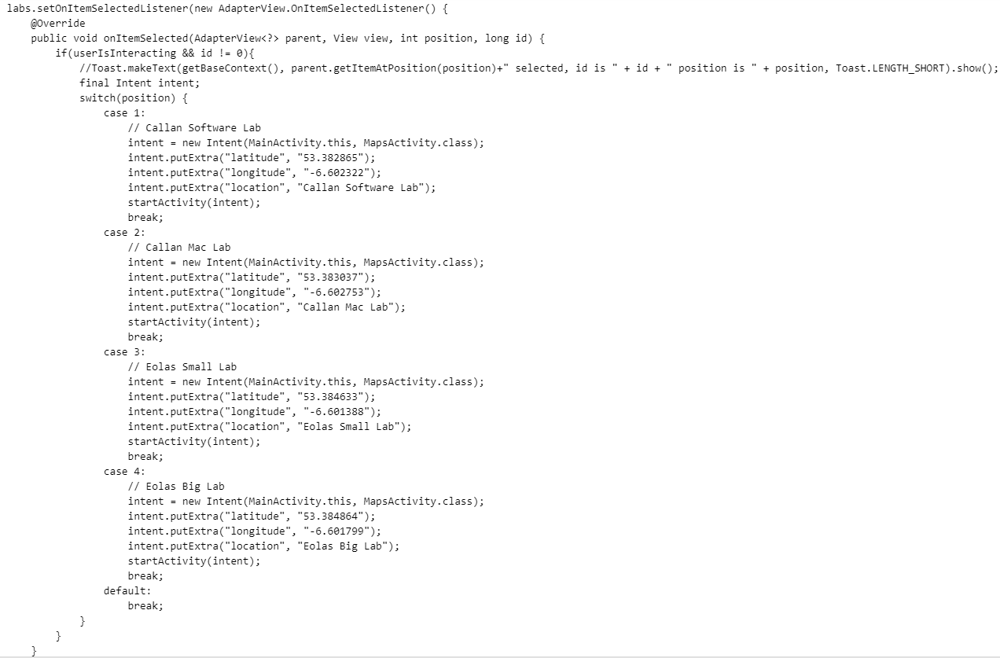 labs.setOnItemSelectedListener(new AdapterView.OnItemSelectedListener() {
    @Override
    public void onItemSelected(AdapterView<?> parent, View view, int position, long id) {
        if(userIsInteracting && id != 0){
            //Toast.makeText(getBaseContext(), parent.getItemAtPosition(position)+" selected, id is " + id + " position is " + position, Toast.LENGTH_SHORT).show();
            final Intent intent;
            switch(position) {
                case 1:
                    // Callan Software Lab
                    intent = new Intent(MainActivity.this, MapsActivity.class);
                    intent.putExtra("latitude", "53.382865");
                    intent.putExtra("longitude", "-6.602322");
                    intent.putExtra("location", "Callan Software Lab");
                    startActivity(intent);
                    break;
                case 2:
                    // Callan Mac Lab
                    intent = new Intent(MainActivity.this, MapsActivity.class);
                    intent.putExtra("latitude", "53.383037");
                    intent.putExtra("longitude", "-6.602753");
                    intent.putExtra("location", "Callan Mac Lab");
                    startActivity(intent);
                    break;
                case 3:
                    // Eolas Small Lab
                    intent = new Intent(MainActivity.this, MapsActivity.class);
                    intent.putExtra("latitude", "53.384633");
                    intent.putExtra("longitude", "-6.601388");
                    intent.putExtra("location", "Eolas Small Lab");
                    startActivity(intent);
                    break;
                case 4:
                    // Eolas Big Lab
                    intent = new Intent(MainActivity.this, MapsActivity.class);
                    intent.putExtra("latitude", "53.384864");
                    intent.putExtra("longitude", "-6.601799");
                    intent.putExtra("location", "Eolas Big Lab");
                    startActivity(intent);
                    break;
                default:
                    break;
            }
        }
    }